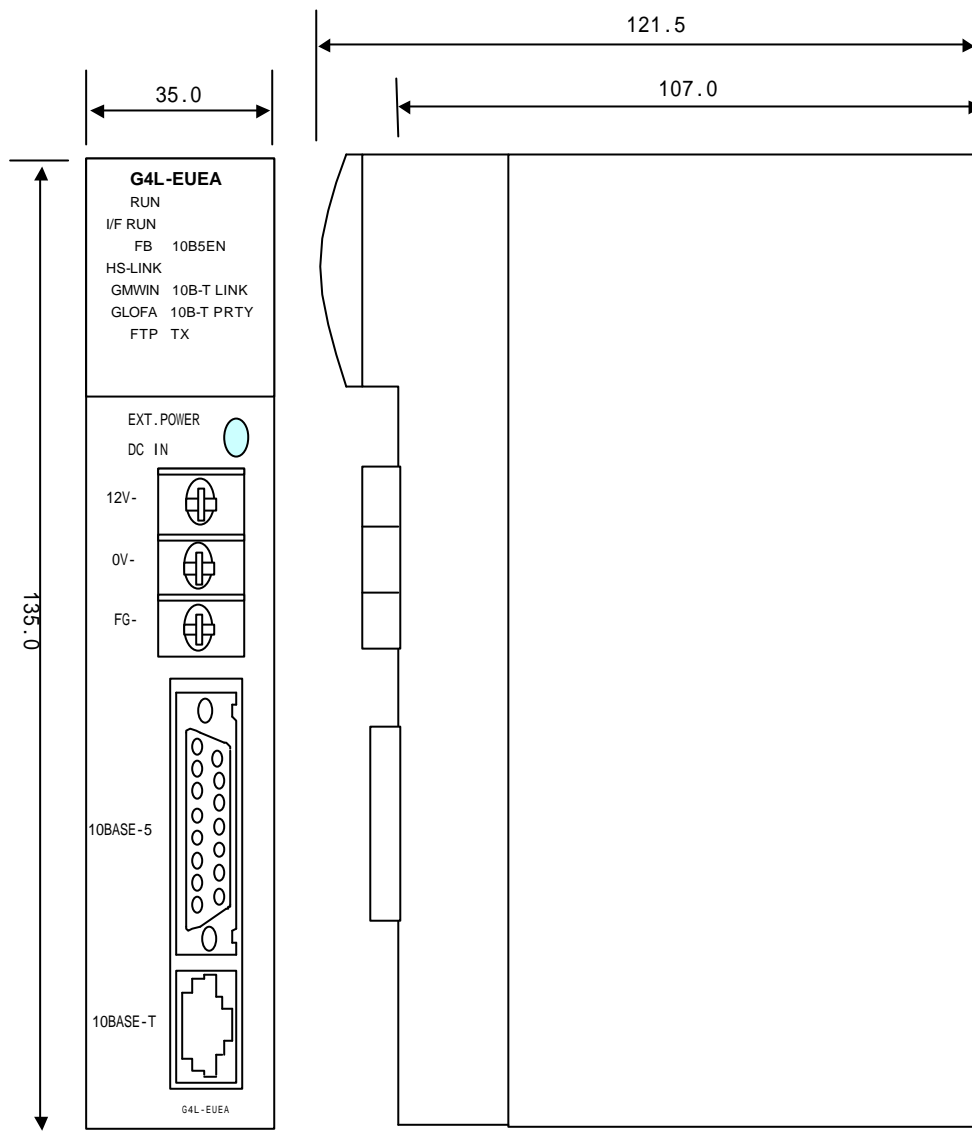 121.5
35.0
107.0
G4L-EUEA
RUN
I/F RUN
FB 10B5EN
HS-LINK
GMWIN 10B-T LINK
GLOFA 10B-T PRTY
FTP TX
EXT.POWER
DC IN
12V-
0V-
FG-
135.0
10BASE-5
10BASE-T
G4L-EUEA